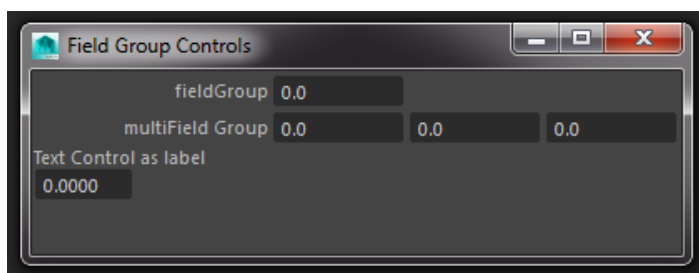 Field Group Controls
fieldGroup 0.0
multiField Group 0.0 0.0 0.0
Text Control as label
0.0000